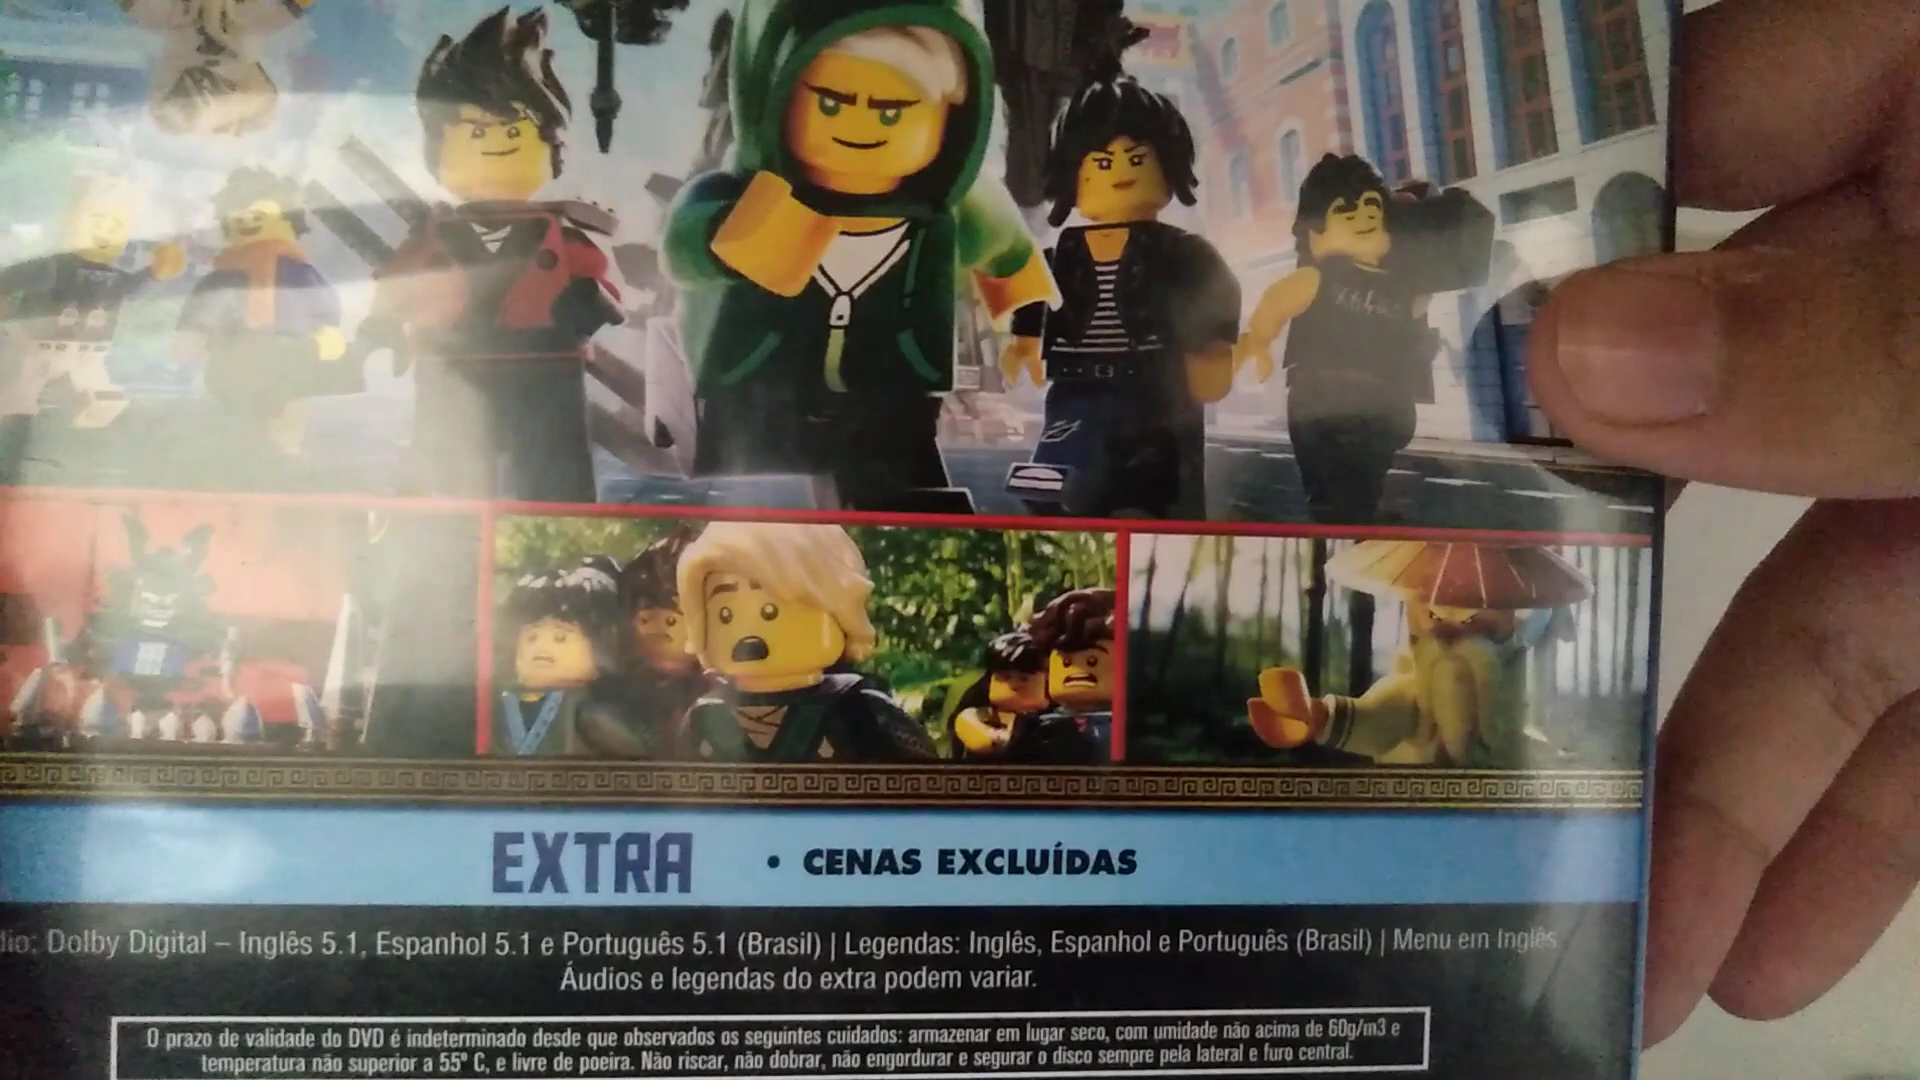 EXTRA • CENAS EXCLUÍDAS
dio: Dolby Digital – Inglês 5.1, Espanhol 5.1 e Português 5.1 (Brasil) | Legendas: Inglês, Espanhol e Português (Brasil) | Menu em Inglês
Áudios e legendas do extra podem variar.
O prazo de validade do DVD é indeterminado desde que observados os seguintes cuidados: armazenar em lugar seco, com umidade não acima de 60g/m3 e
temperatura não superior a 55º C, e livre de poeira. Não riscar, não dobrar, não engordurar e segurar o disco sempre pela lateral e furo central.